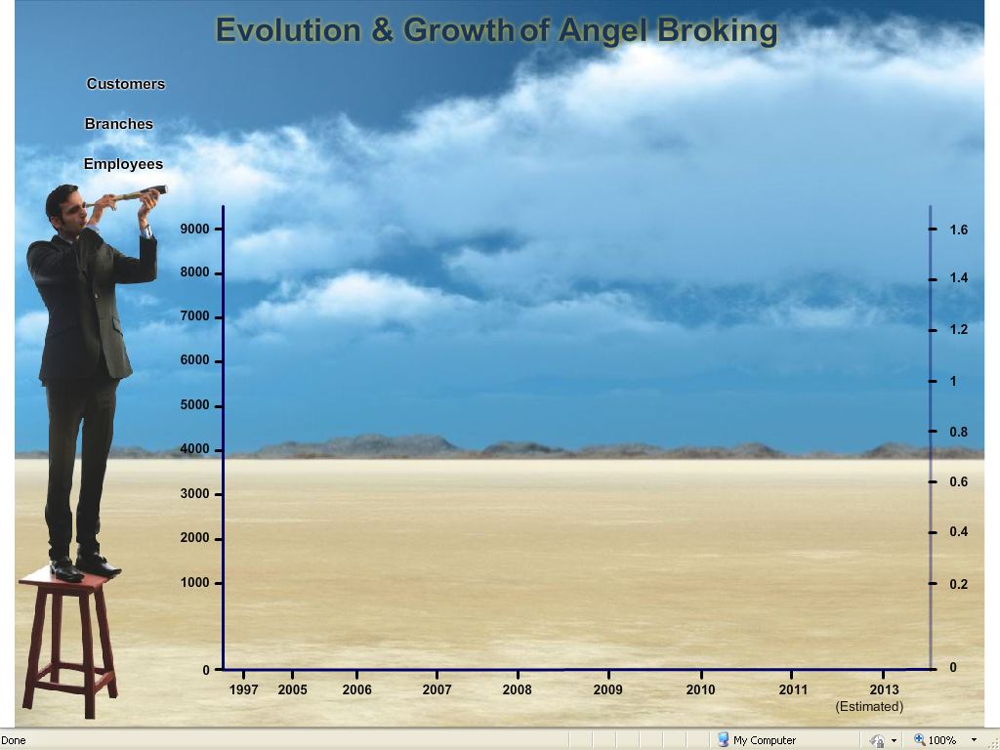 Evolution & Growth of Angel Broking
Customers
Branches
Employees
9000
8000
7000
6000
5000
4000
3000
2000
1000
0
1.6
1.4
1.2
1
0.8
0.6
0.4
0.2
0
1997 2005 2006 2007 2008 2009 2010 2011 2013
(Estimated)
Done My Computer 100%